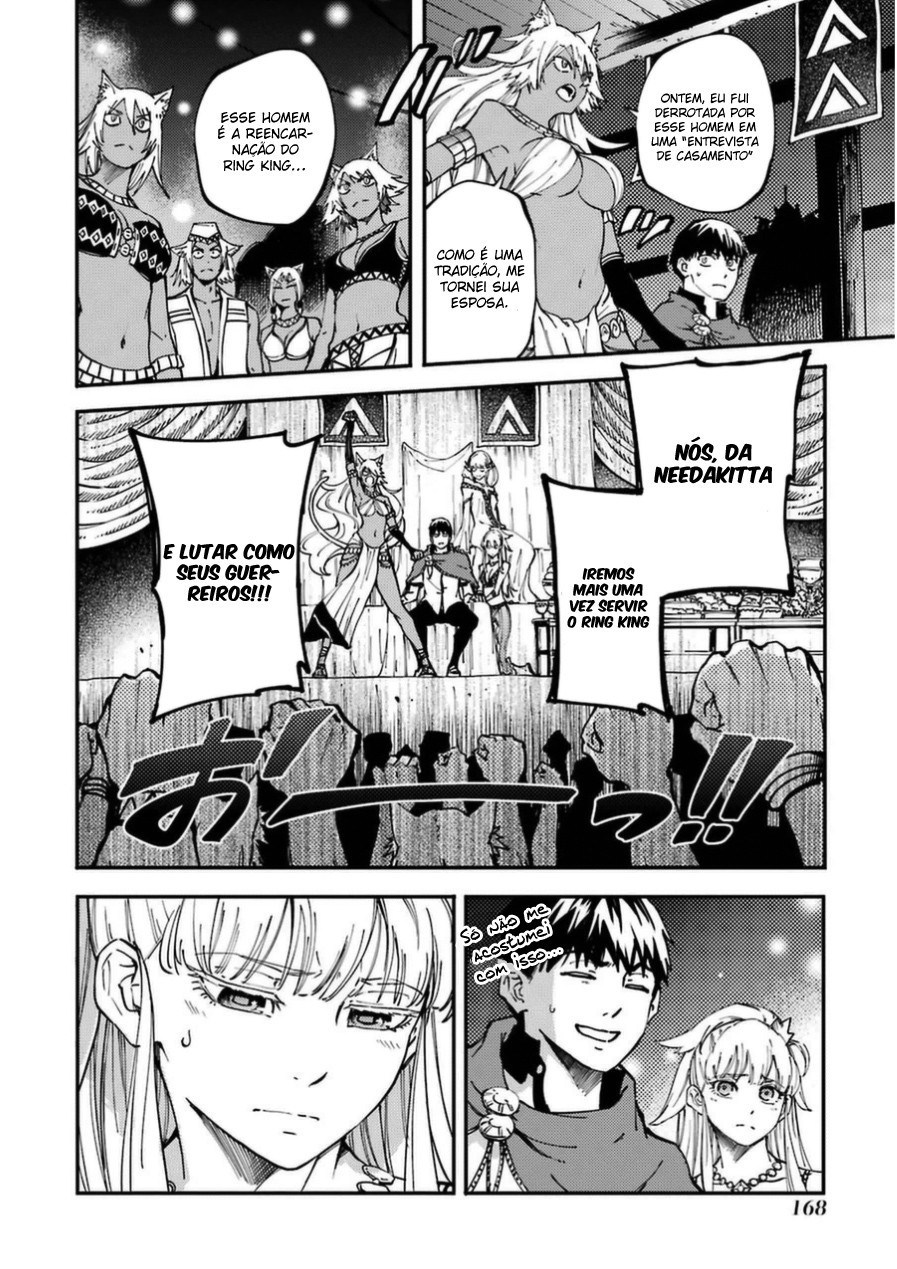 ONTEM, EU FUI
DERROTADA POR
ESSE HOMEM EM
UMA "ENTREVISTA
DE CASAMENTO"
COMO É UMA
TRADIÇÃO, ME
TORNEI SUA
ESPOSA.
ESSE HOMEM
É A REENCAR-
NAÇÃO DO
RING KING...
NÓS, DA
NEEDAKITTA
IREMOS
MAIS UMA
VEZ SERVIR
O RING KING
E LUTAR COMO
SEUS GUER-
REIROS!!!
お!ーーっ!!
Só não me
acostumei
com isso...
168